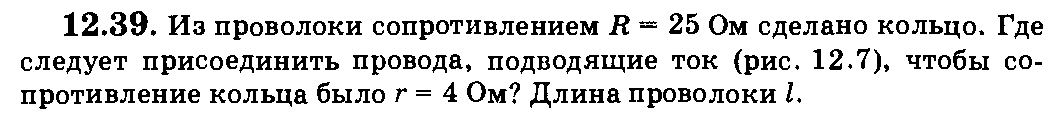 12.39. Из проволоки сопротивлением R = 25 Ом сделано кольцо. Где
следует присоединить провода, подводящие ток (рис. 12.7), чтобы со-
противление кольца было r = 4 Ом? Длина проволоки l.